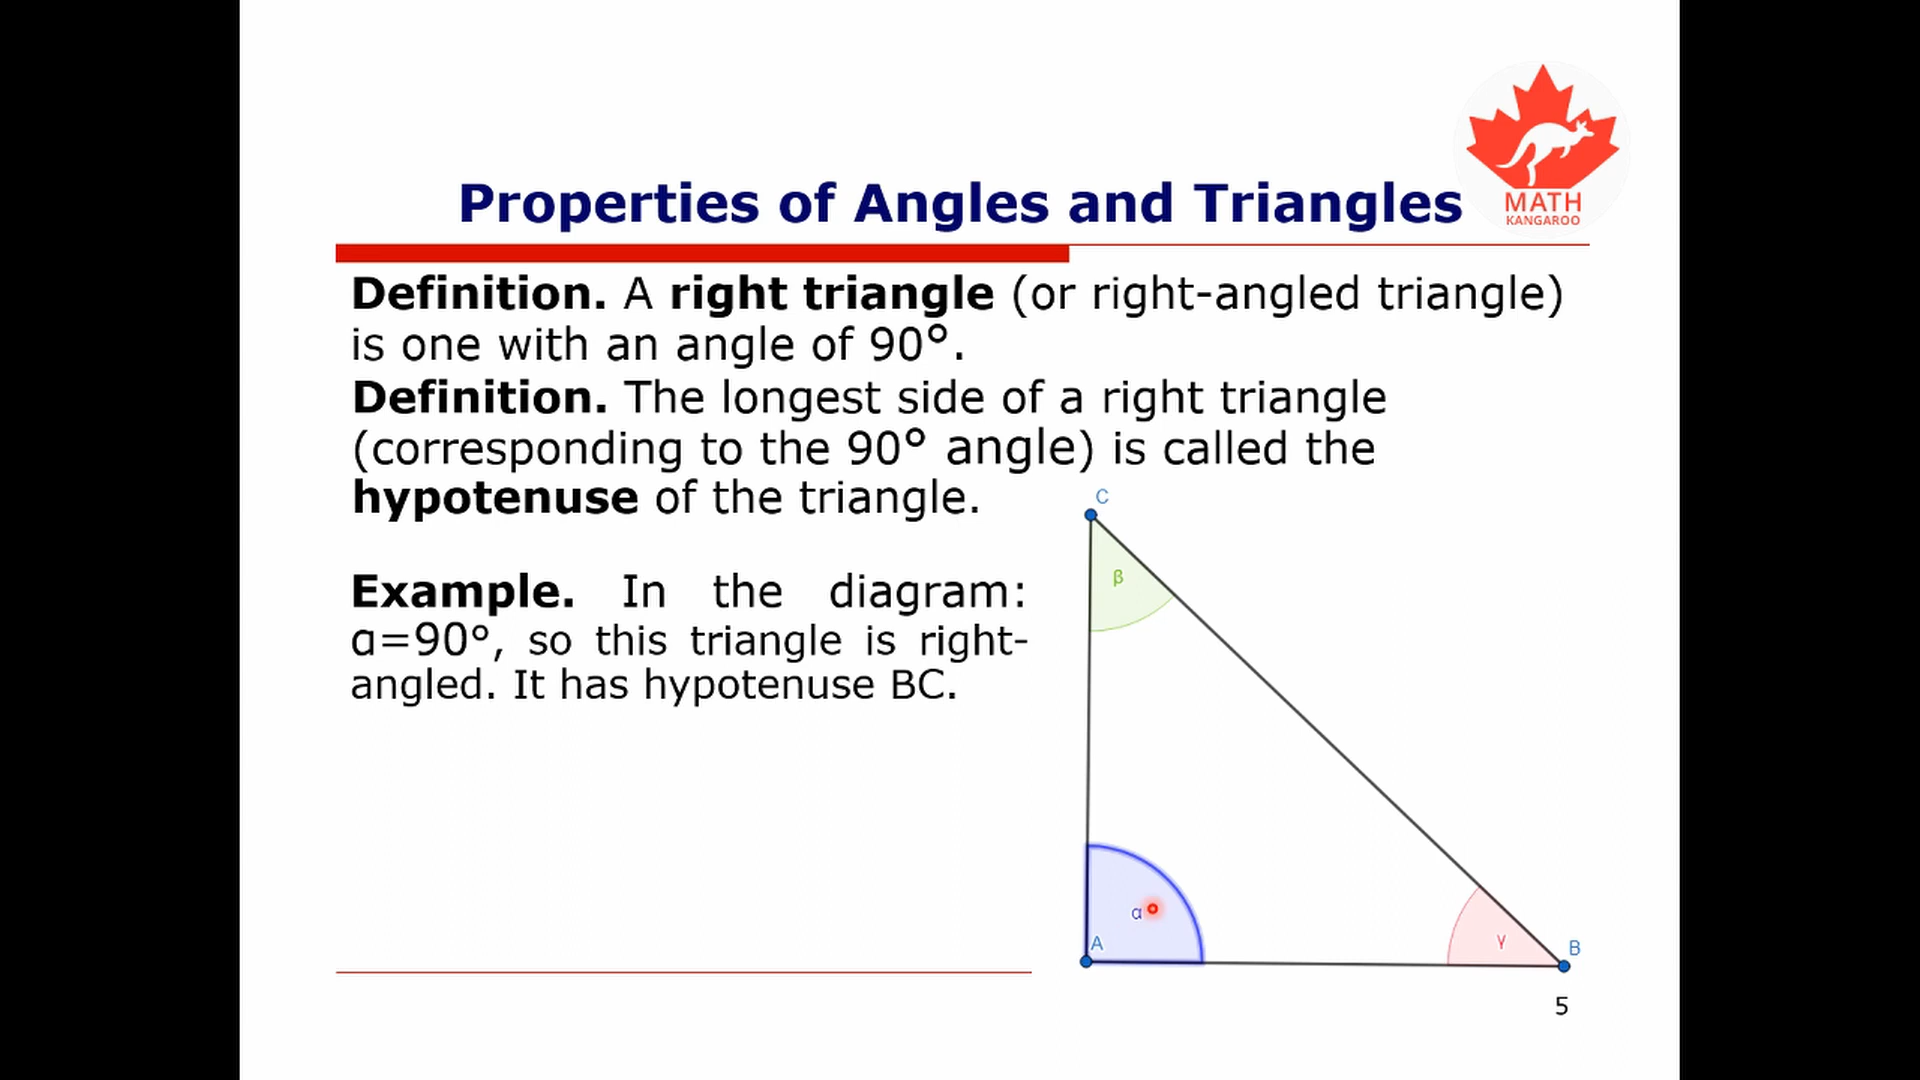 MATH
KANGAROO
Properties of Angles and Triangles
Definition. A right triangle (or right-angled triangle)
is one with an angle of 90°.
Definition. The longest side of a right triangle
(corresponding to the 90° angle) is called the
hypotenuse of the triangle.
Example. In the diagram:
α=90°, so this triangle is right-
angled. It has hypotenuse BC.
C
β
α
A
γ
B
5